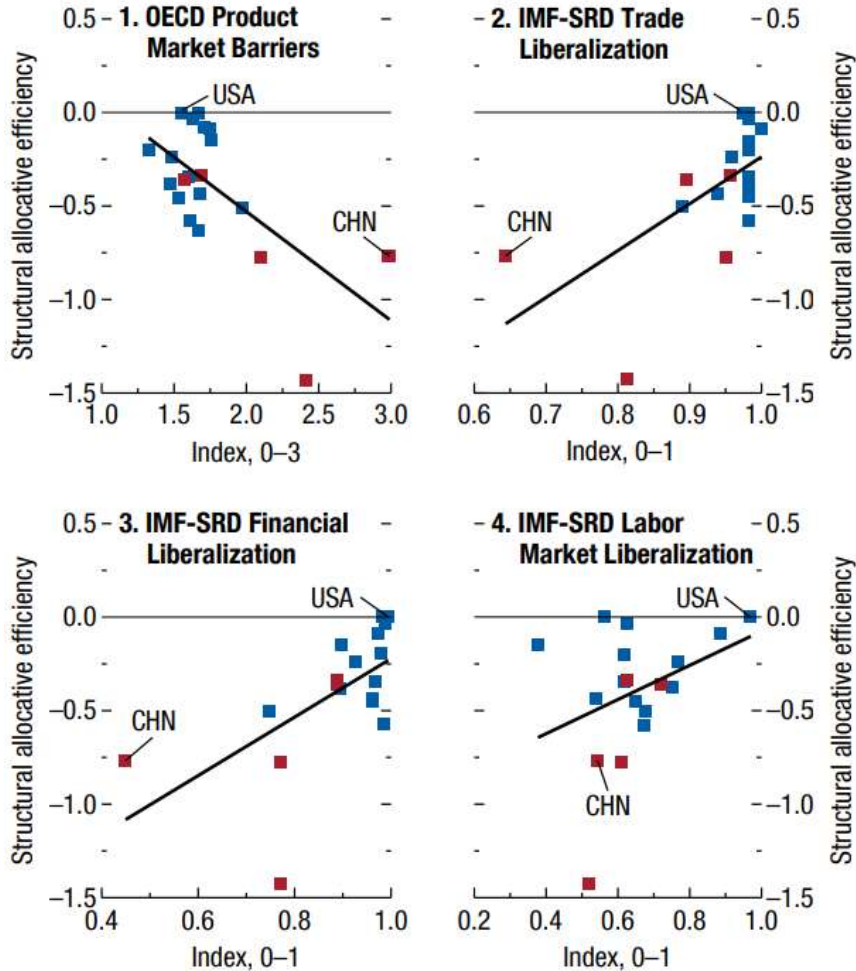 1. OECD Product
Market Barriers
Structural allocative efficiency
0.5
0.0
–0.5
–1.0
–1.5
USA
CHN
1.0
1.5
2.0
2.5
3.0
Index, 0–3
2. IMF-SRD Trade
Liberalization
Structural allocative efficiency
0.5
0.0
–0.5
–1.0
–1.5
USA
CHN
0.6
0.7
0.8
0.9
1.0
Index, 0–1
3. IMF-SRD Financial
Liberalization
Structural allocative efficiency
0.5
0.0
–0.5
–1.0
–1.5
USA
CHN
0.4
0.6
0.8
1.0
Index, 0–1
4. IMF-SRD Labor
Market Liberalization
Structural allocative efficiency
0.5
0.0
–0.5
–1.0
–1.5
USA
CHN
0.2
0.4
0.6
0.8
1.0
Index, 0–1